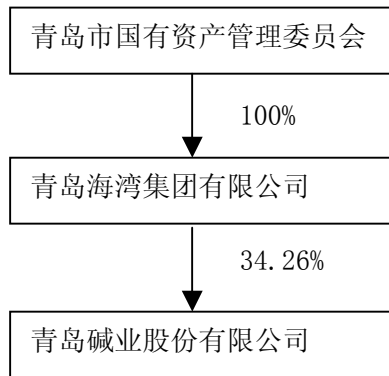 青岛市国有资产管理委员会
100%
青岛海湾集团有限公司
34.26%
青岛碱业股份有限公司